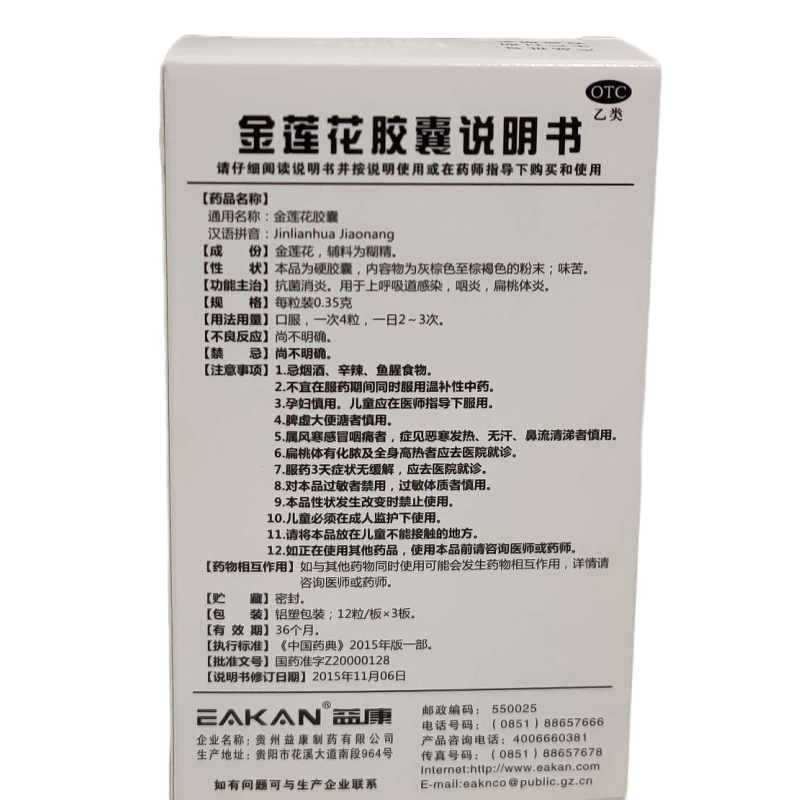 OTC
乙类
金莲花胶囊说明书
请仔细阅读说明书并按说明使用或在药师指导下购买和使用
【药品名称】
通用名称：金莲花胶囊
汉语拼音：Jinlianhua Jiaonang
【成　份】金莲花，辅料为糊精。
【性　状】本品为硬胶囊，内容物为灰棕色至棕褐色的粉末；味苦。
【功能主治】抗菌消炎。用于上呼吸道感染，咽炎，扁桃体炎。
【规　格】每粒装0.35克
【用法用量】口服，一次4粒，一日2～3次。
【不良反应】尚不明确。
【禁　忌】尚不明确。
【注意事项】1.忌烟酒、辛辣、鱼腥食物。
2.不宜在服药期间同时服用温补性中药。
3.孕妇慎用。儿童应在医师指导下服用。
4.脾虚大便溏者慎用。
5.属风寒感冒咽痛者，症见恶寒发热、无汗、鼻流清涕者慎用。
6.扁桃体有化脓及全身高热者应去医院就诊。
7.服药3天症状无缓解，应去医院就诊。
8.对本品过敏者禁用，过敏体质者慎用。
9.本品性状发生改变时禁止使用。
10.儿童必须在成人监护下使用。
11.请将本品放在儿童不能接触的地方。
12.如正在使用其他药品，使用本品前请咨询医师或药师。
【药物相互作用】如与其他药物同时使用可能会发生药物相互作用，详情请
咨询医师或药师。
【贮　藏】密封。
【包　装】铝塑包装；12粒/板×3板。
【有 效 期】36个月。
【执行标准】《中国药典》2015年版一部。
【批准文号】国药准字Z20000128
【说明书修订日期】2015年11月06日
EAKAN®益康
企业名称：贵州益康制药有限公司
生产地址：贵阳市花溪大道南段964号
如有问题可与生产企业联系
邮政编码：550025
电话号码：（0851）88657666
产品咨询电话：4006660381
传真号码：（0851）88657678
Internet:http://www.eakan.com
E-mail:eaknco@public.gz.cn